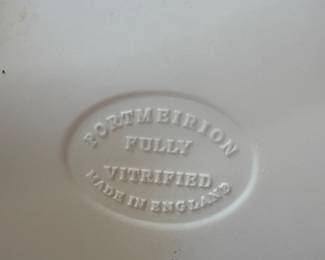 PORTMEIRION
FULLY
VITRIFIED
MADE IN ENGLAND